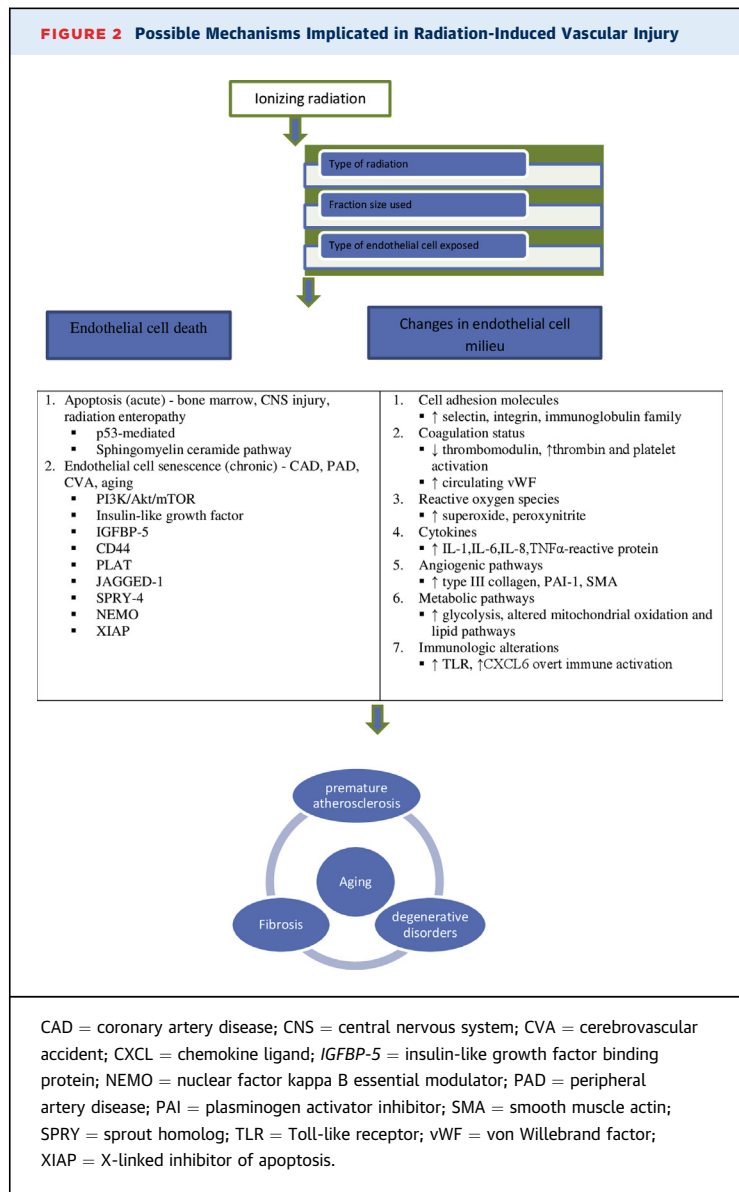 FIGURE 2 Possible Mechanisms Implicated in Radiation-Induced Vascular Injury
Ionizing radiation
Type of radiation
Fraction size used
Type of endothelial cell exposed
Endothelial cell death
Changes in endothelial cell
milieu
1. Apoptosis (acute) - bone marrow, CNS injury,
radiation enteropathy
▪ p53-mediated
▪ Sphingomyelin ceramide pathway
2. Endothelial cell senescence (chronic) - CAD, PAD,
CVA, aging
▪ PI3K/Akt/mTOR
▪ Insulin-like growth factor
▪ IGFBP-5
▪ CD44
▪ PLAT
▪ JAGGED-1
▪ SPRY-4
▪ NEMO
▪ XIAP
1. Cell adhesion molecules
▪ ↑ selectin, integrin, immunoglobulin family
2. Coagulation status
▪ ↓ thrombomodulin, ↑thrombin and platelet
activation
▪ ↑ circulating vWF
3. Reactive oxygen species
▪ ↑ superoxide, peroxynitrite
4. Cytokines
▪ ↑ IL-1,IL-6,IL-8,TNFα-reactive protein
5. Angiogenic pathways
▪ ↑ type III collagen, PAI-1, SMA
6. Metabolic pathways
▪ ↑ glycolysis, altered mitochondrial oxidation and
lipid pathways
7. Immunologic alterations
▪ ↑ TLR, ↑CXCL6 overt immune activation
premature
atherosclerosis
Aging
Fibrosis
degenerative
disorders
CAD = coronary artery disease; CNS = central nervous system; CVA = cerebrovascular
accident; CXCL = chemokine ligand; IGFBP-5 = insulin-like growth factor binding
protein; NEMO = nuclear factor kappa B essential modulator; PAD = peripheral
artery disease; PAI = plasminogen activator inhibitor; SMA = smooth muscle actin;
SPRY = sprout homolog; TLR = Toll-like receptor; vWF = von Willebrand factor;
XIAP = X-linked inhibitor of apoptosis.